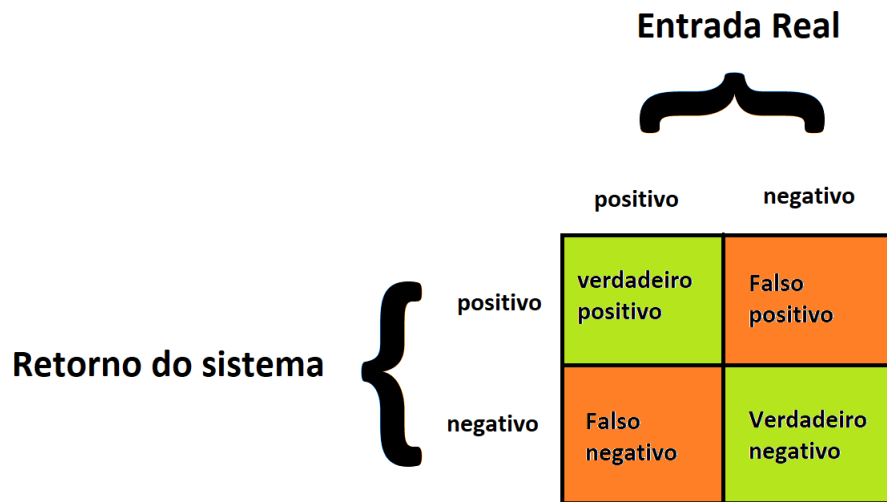 Entrada Real
positivo negativo
positivo
verdadeiro
positivo
Falso
positivo
Retorno do sistema
negativo
Falso
negativo
Verdadeiro
negativo